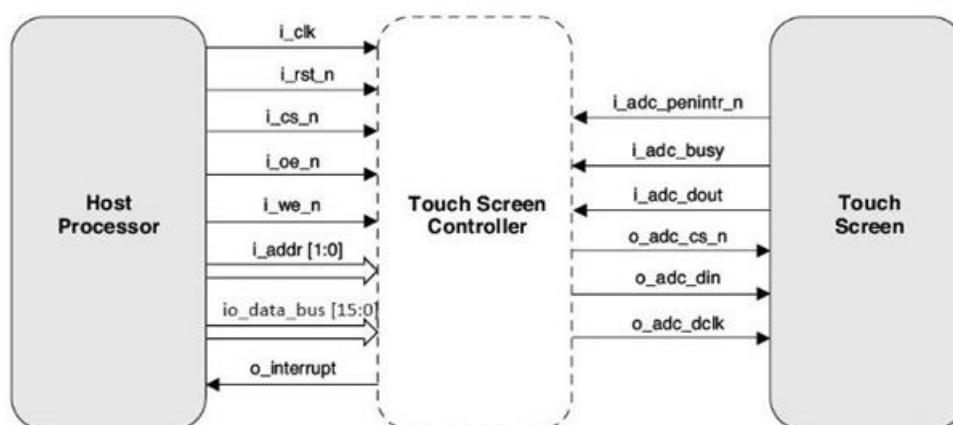 i_clk
i_rst_n
i_cs_n
i_oe_n
i_we_n
i_addr [1:0]
io_data_bus [15:0]
o_interrupt
Host
Processor
Touch Screen
Controller
i_adc_penintr_n
i_adc_busy
i_adc_dout
o_adc_cs_n
o_adc_din
o_adc_dclk
Touch
Screen